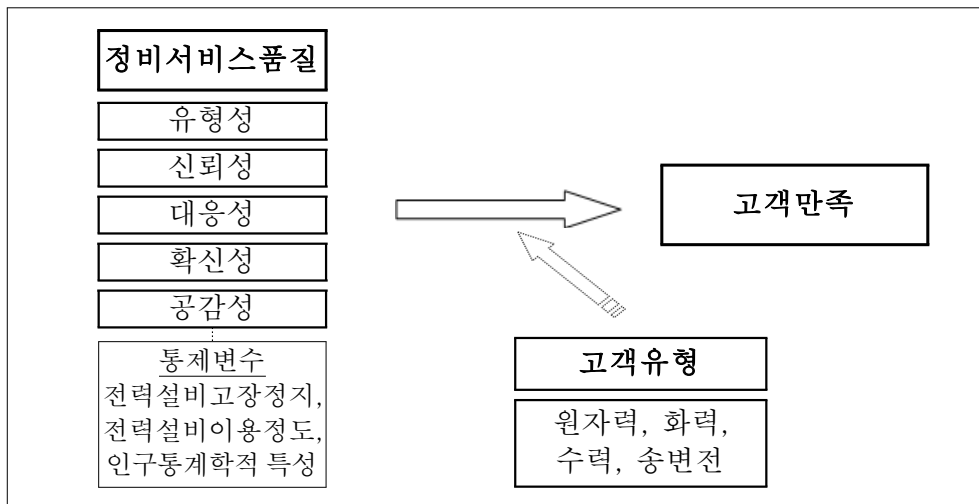 정비서비스품질
유형성
신뢰성
대응성
확신성
공감성
통제변수
전력설비고장정지,
전력설비이용정도,
인구통계학적 특성
고객만족
고객유형
원자력, 화력,
수력, 송변전